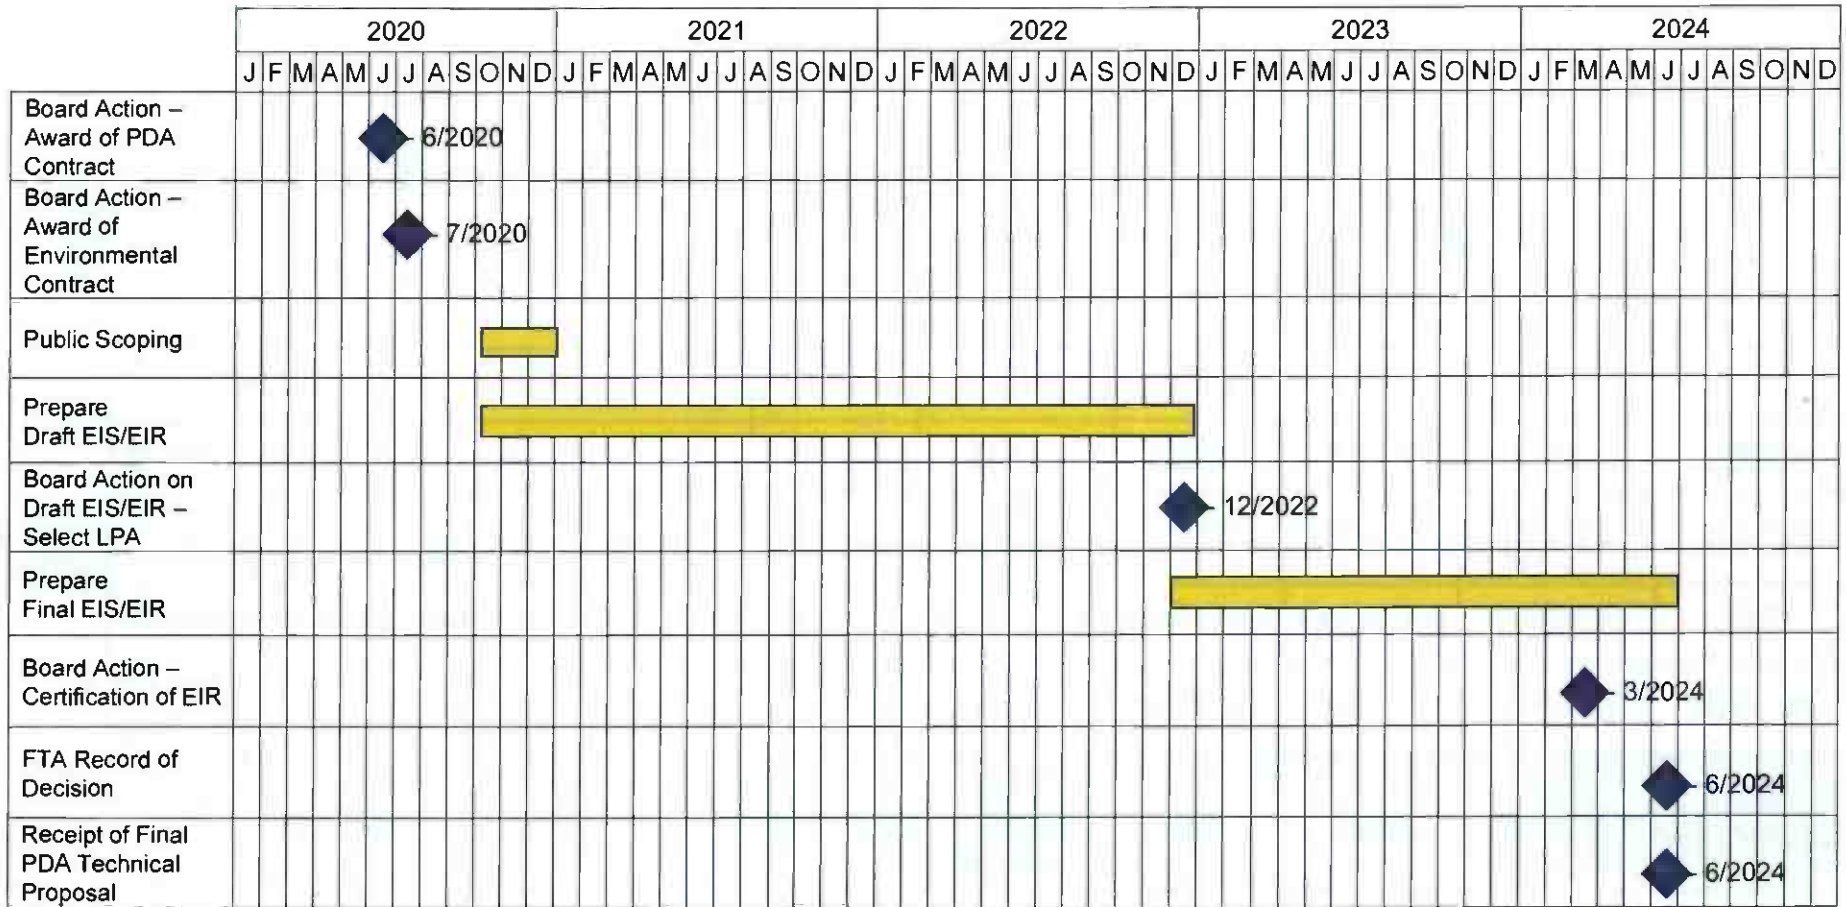 2020 2021 2022 2023 2024
J F M A M J J A S O N D J F M A M J J A S O N D J F M A M J J A S O N D J F M A M J J A S O N D J F M A M J J A S O N D
Board Action –
Award of PDA
Contract
6/2020
Board Action –
Award of
Environmental
Contract
7/2020
Public Scoping
Prepare
Draft EIS/EIR
Board Action on
Draft EIS/EIR –
Select LPA
12/2022
Prepare
Final EIS/EIR
Board Action –
Certification of EIR
3/2024
FTA Record of
Decision
6/2024
Receipt of Final
PDA Technical
Proposal
6/2024